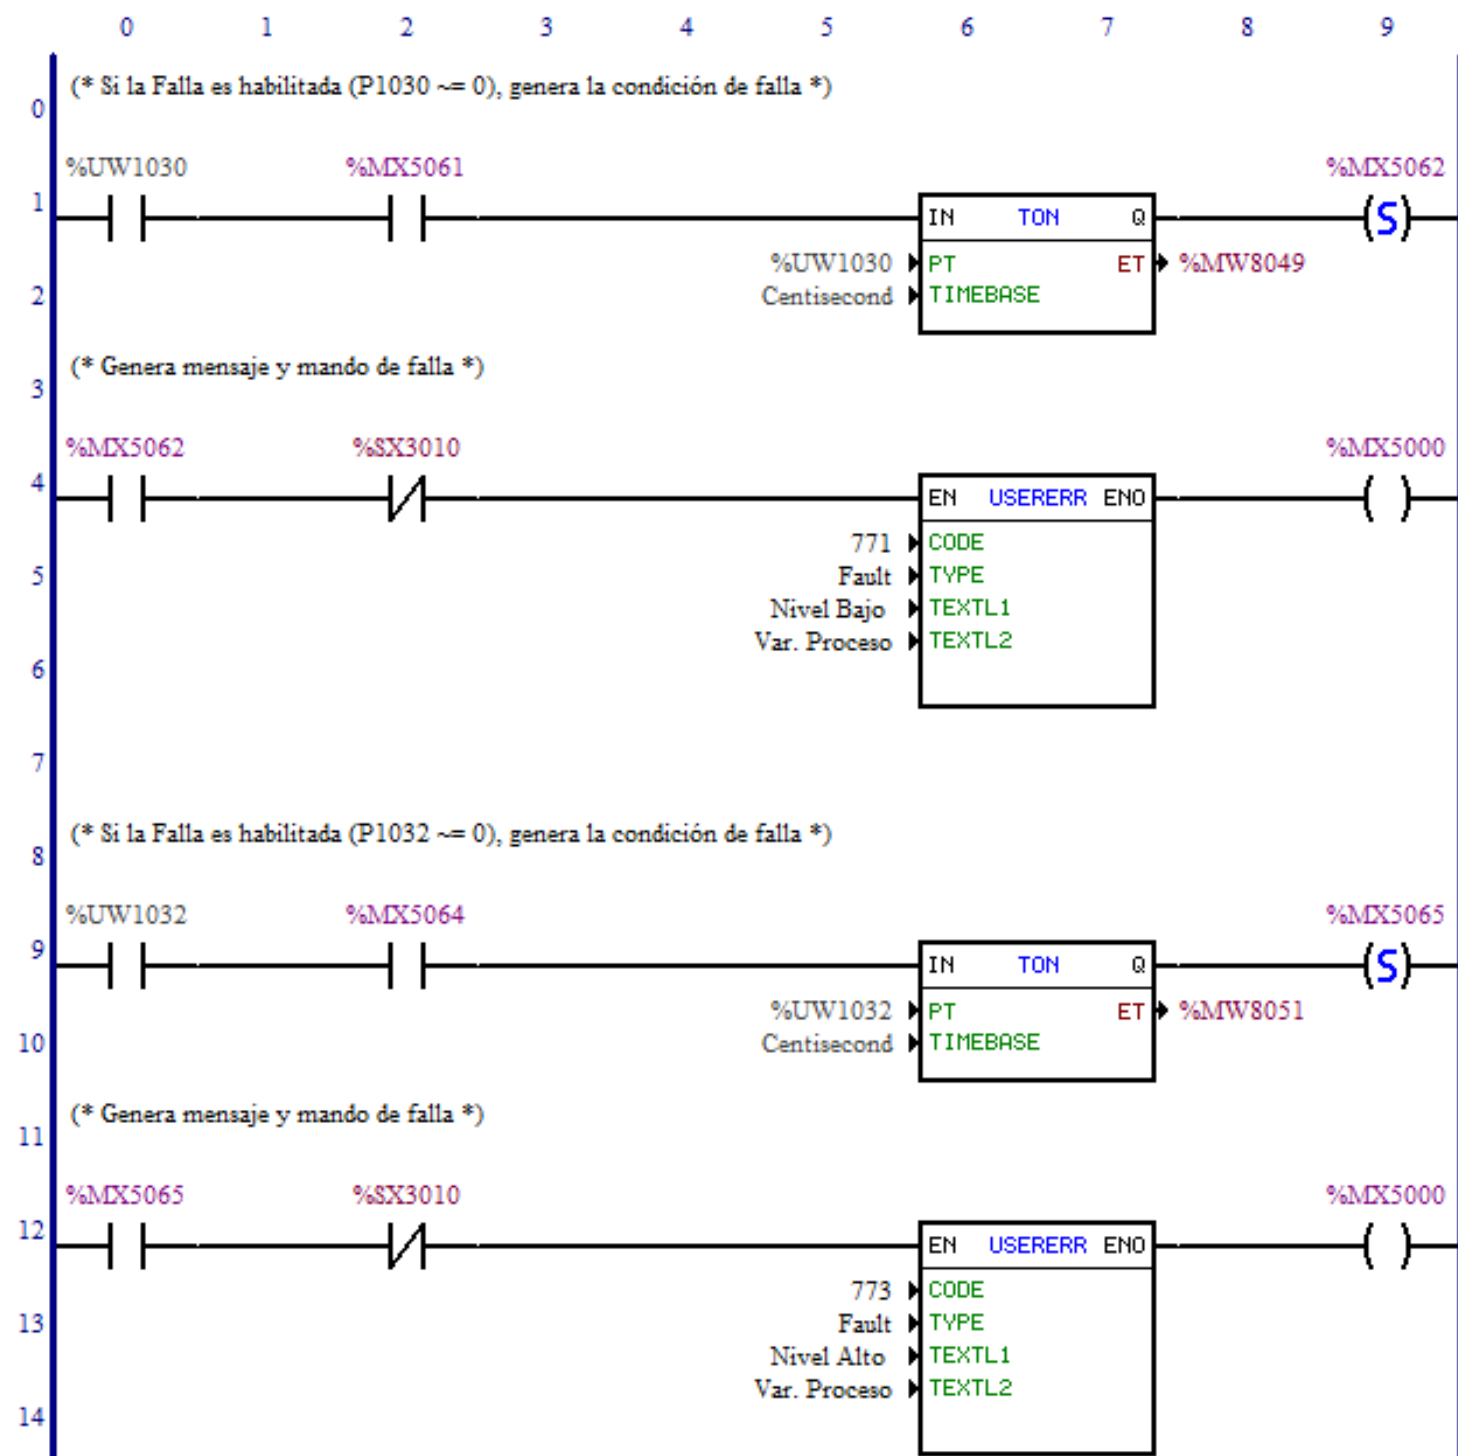 0 1 2 3 4 5 6 7 8 9
(* Si la Falla es habilitada (P1030 ~= 0), genera la condición de falla *)
0
%UW1030 %MX5061 %MX5062
1
IN TON Q
(S)
%UW1030 PT ET %MW8049
2
Centisecond TIMEBASE
(* Genera mensaje y mando de falla *)
3
%MX5062 %SX3010 %MX5000
4
EN USERERR ENO
( )
771 CODE
5
Fault TYPE
Nivel Bajo TEXTL1
Var. Proceso TEXTL2
6
7
(* Si la Falla es habilitada (P1032 ~= 0), genera la condición de falla *)
8
%UW1032 %MX5064 %MX5065
9
IN TON Q
(S)
%UW1032 PT ET %MW8051
10
Centisecond TIMEBASE
(* Genera mensaje y mando de falla *)
11
%MX5065 %SX3010 %MX5000
12
EN USERERR ENO
( )
773 CODE
13
Fault TYPE
Nivel Alto TEXTL1
Var. Proceso TEXTL2
14